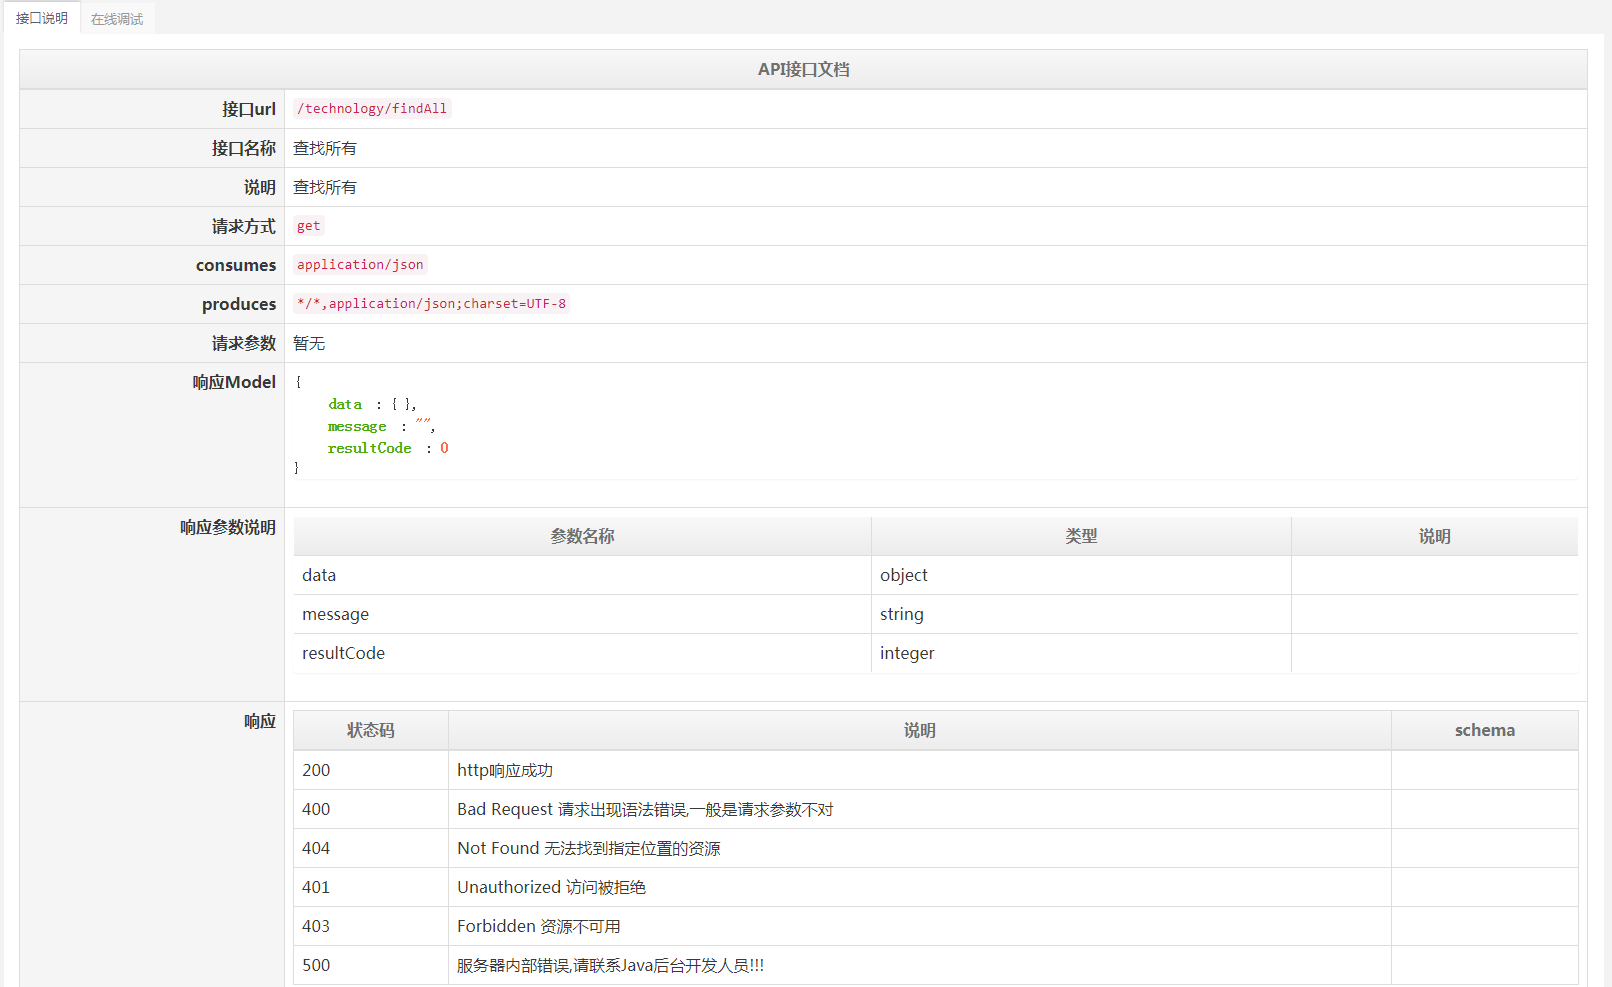 接口说明 在线调试
API接口文档
接口url /technology/findAll
接口名称 查找所有
说明 查找所有
请求方式 get
consumes application/json
produces */*,application/json;charset=UTF-8
请求参数 暂无
响应Model {
data : { },
message : "",
resultCode : 0
}
响应参数说明 参数名称 类型 说明
data object
message string
resultCode integer
响应 状态码 说明 schema
200 http响应成功
400 Bad Request 请求出现语法错误,一般是请求参数不对
404 Not Found 无法找到指定位置的资源
401 Unauthorized 访问被拒绝
403 Forbidden 资源不可用
500 服务器内部错误,请联系Java后台开发人员!!!